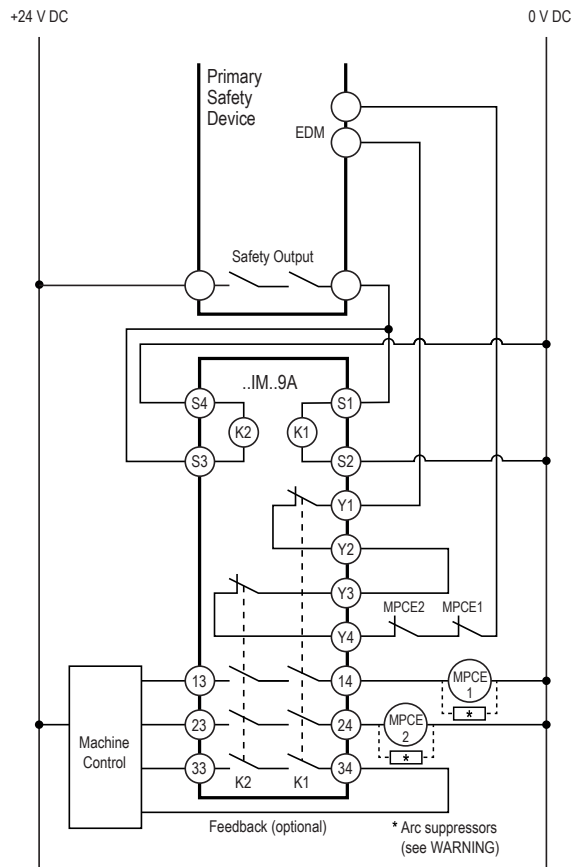 +24 V DC
0 V DC
Primary
Safety
Device
EDM
Safety Output
..IM..9A
S4
S1
K2
K1
S3
S2
Y1
Y2
Y3
MPCE2
MPCE1
Y4
13
14
MPCE
1
*
23
24
MPCE
2
*
Machine
Control
33
K2
K1
34
Feedback (optional)
* Arc suppressors
(see WARNING)